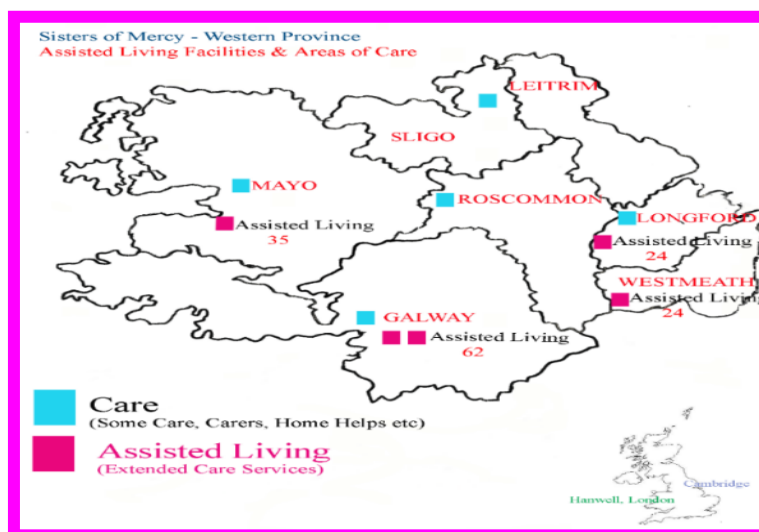 Sisters of Mercy - Western Province
Assisted Living Facilities & Areas of Care
LEITRIM
SLIGO
MAYO
ROSCOMMON
LONGFORD
Assisted Living
35
Assisted Living
24
WESTMEATH
Assisted Living
24
GALWAY
Assisted Living
62
Care
(Some Care, Carers, Home Helps etc)
Assisted Living
(Extended Care Services)
Cambridge
Hanwell, London